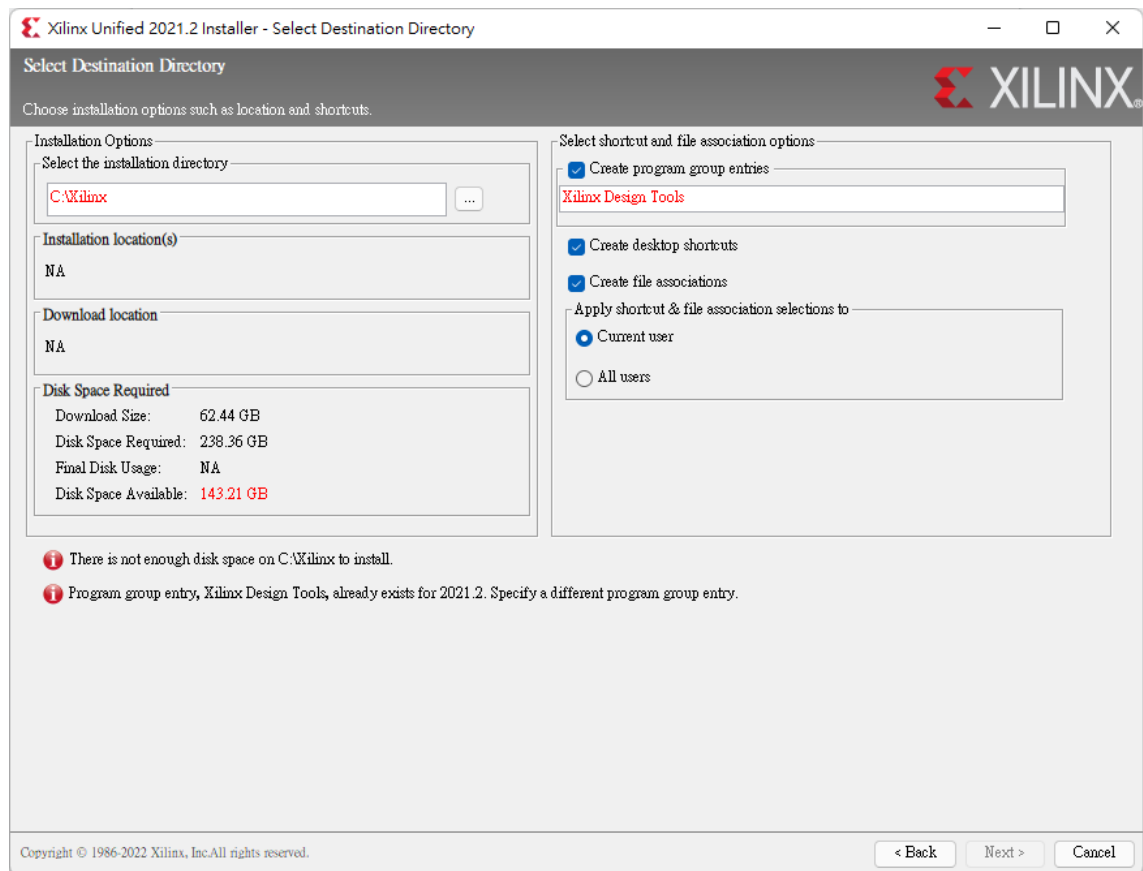 Xilinx Unified 2021.2 Installer - Select Destination Directory
Select Destination Directory
Choose installation options such as location and shortcuts.
XILINX®
Installation Options
Select the installation directory
C:\Xilinx
...
Installation location(s)
NA
Download location
NA
Disk Space Required
Download Size: 62.44 GB
Disk Space Required: 238.36 GB
Final Disk Usage: NA
Disk Space Available: 143.21 GB
Select shortcut and file association options
Create program group entries
Xilinx Design Tools
Create desktop shortcuts
Create file associations
Apply shortcut & file association selections to
Current user
All users
There is not enough disk space on C:\Xilinx to install.
Program group entry, Xilinx Design Tools, already exists for 2021.2. Specify a different program group entry.
Copyright © 1986-2022 Xilinx, Inc.All rights reserved.
< Back
Next >
Cancel